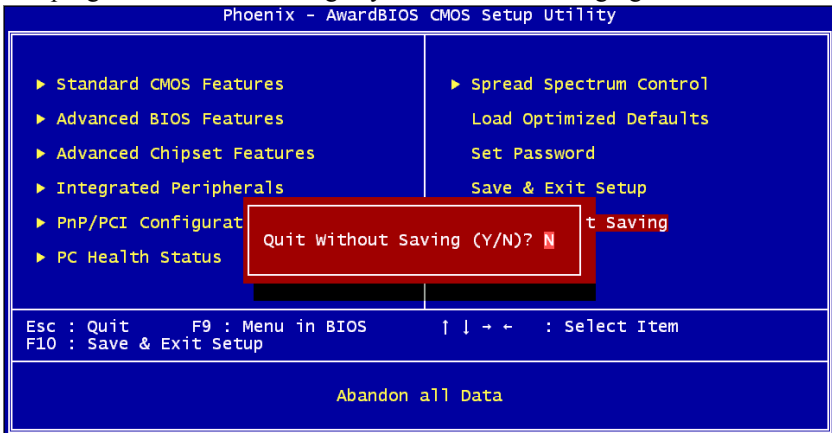 Phoenix - AwardBIOS CMOS Setup Utility
▶ Standard CMOS Features
▶ Advanced BIOS Features
▶ Advanced Chipset Features
▶ Integrated Peripherals
▶ PnP/PCI Configurat
▶ PC Health Status
▶ Spread Spectrum Control
Load Optimized Defaults
Set Password
Save & Exit Setup
t Saving
Quit Without Saving (Y/N)? N
Esc : Quit F9 : Menu in BIOS ↑ ↓ → ← : Select Item
F10 : Save & Exit Setup
Abandon all Data